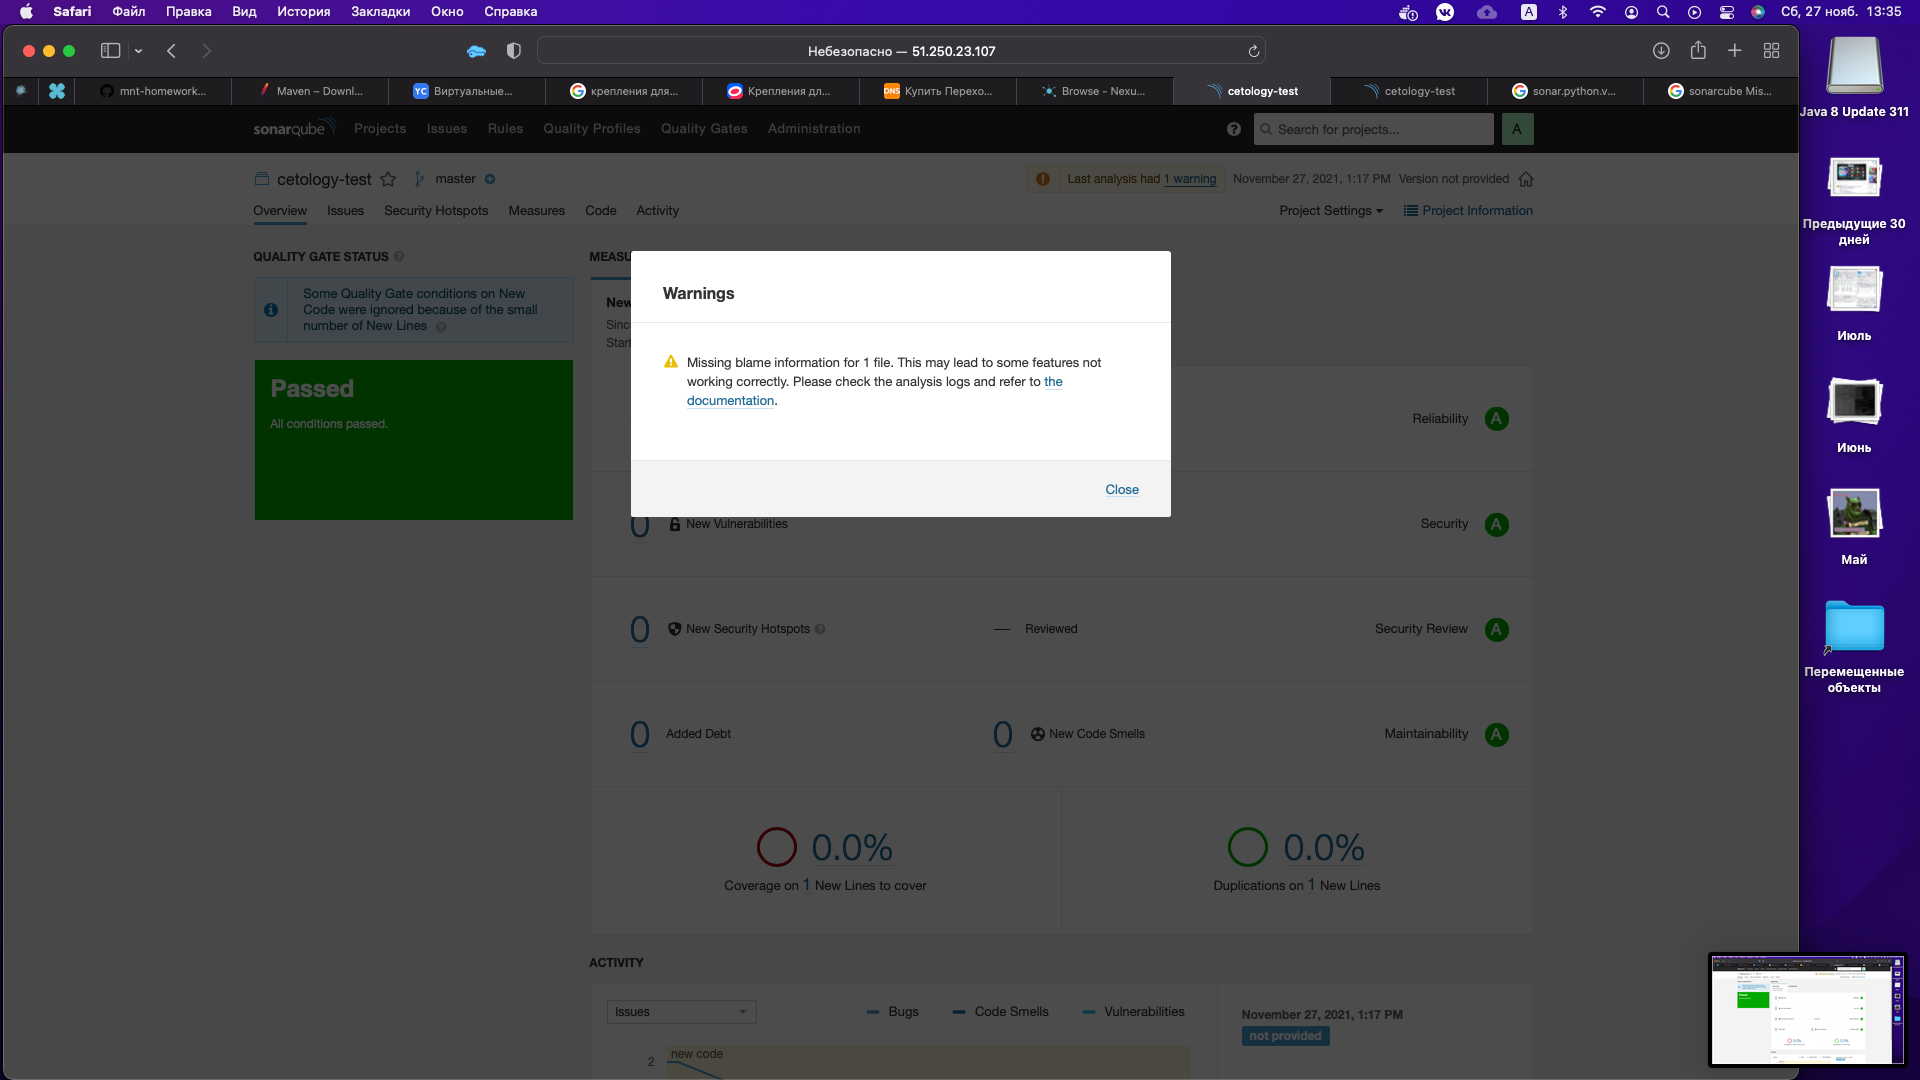 Safari Файл Правка Вид История Закладки Окно Справка
A
Сб, 27 нояб. 13:35
Небезопасно — 51.250.23.107
mnt-homework...
Maven – Downl...
YC Виртуальные...
крепления для...
Крепления дл...
DNS Купить Перехо...
Browse - Nexu...
cetology-test
cetology-test
sonar.python.v...
sonarcube Mis...
sonarqube Projects Issues Rules Quality Profiles Quality Gates Administration
Search for projects...
A
cetology-test
master
Last analysis had 1 warning
November 27, 2021, 1:17 PM Version not provided
Overview Issues Security Hotspots Measures Code Activity
Project Settings
Project Information
QUALITY GATE STATUS
Some Quality Gate conditions on New
Code were ignored because of the small
number of New Lines
Passed
All conditions passed.
MEASU
New
Sinc
Start
Warnings
Missing blame information for 1 file. This may lead to some features not
working correctly. Please check the analysis logs and refer to the
documentation.
Close
Reliability A
0 New Vulnerabilities
Security A
0 New Security Hotspots
— Reviewed
Security Review A
0 Added Debt
0 New Code Smells
Maintainability A
0.0%
Coverage on 1 New Lines to cover
0.0%
Duplications on 1 New Lines
ACTIVITY
Issues
Bugs
Code Smells
Vulnerabilities
new code
2
November 27, 2021, 1:17 PM
not provided
Java 8 Update 311
Предыдущие 30
дней
Июль
Июнь
Май
Перемещенные
объекты